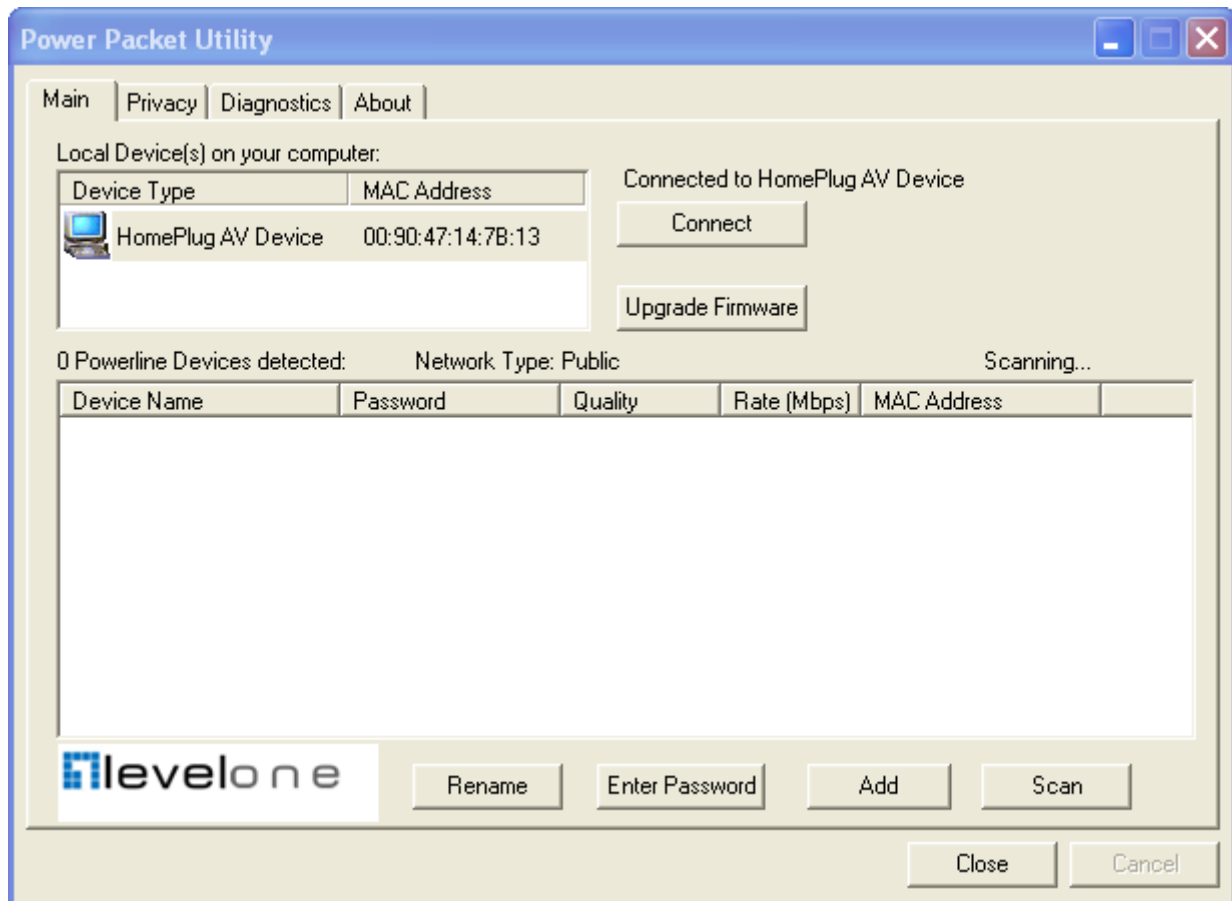 Power Packet Utility
Main Privacy Diagnostics About
Local Device(s) on your computer:
Device Type MAC Address
HomePlug AV Device 00:90:47:14:7B:13
Connected to HomePlug AV Device
Connect
Upgrade Firmware
0 Powerline Devices detected: Network Type: Public Scanning...
Device Name Password Quality Rate (Mbps) MAC Address
levelone
Rename Enter Password Add Scan
Close Cancel